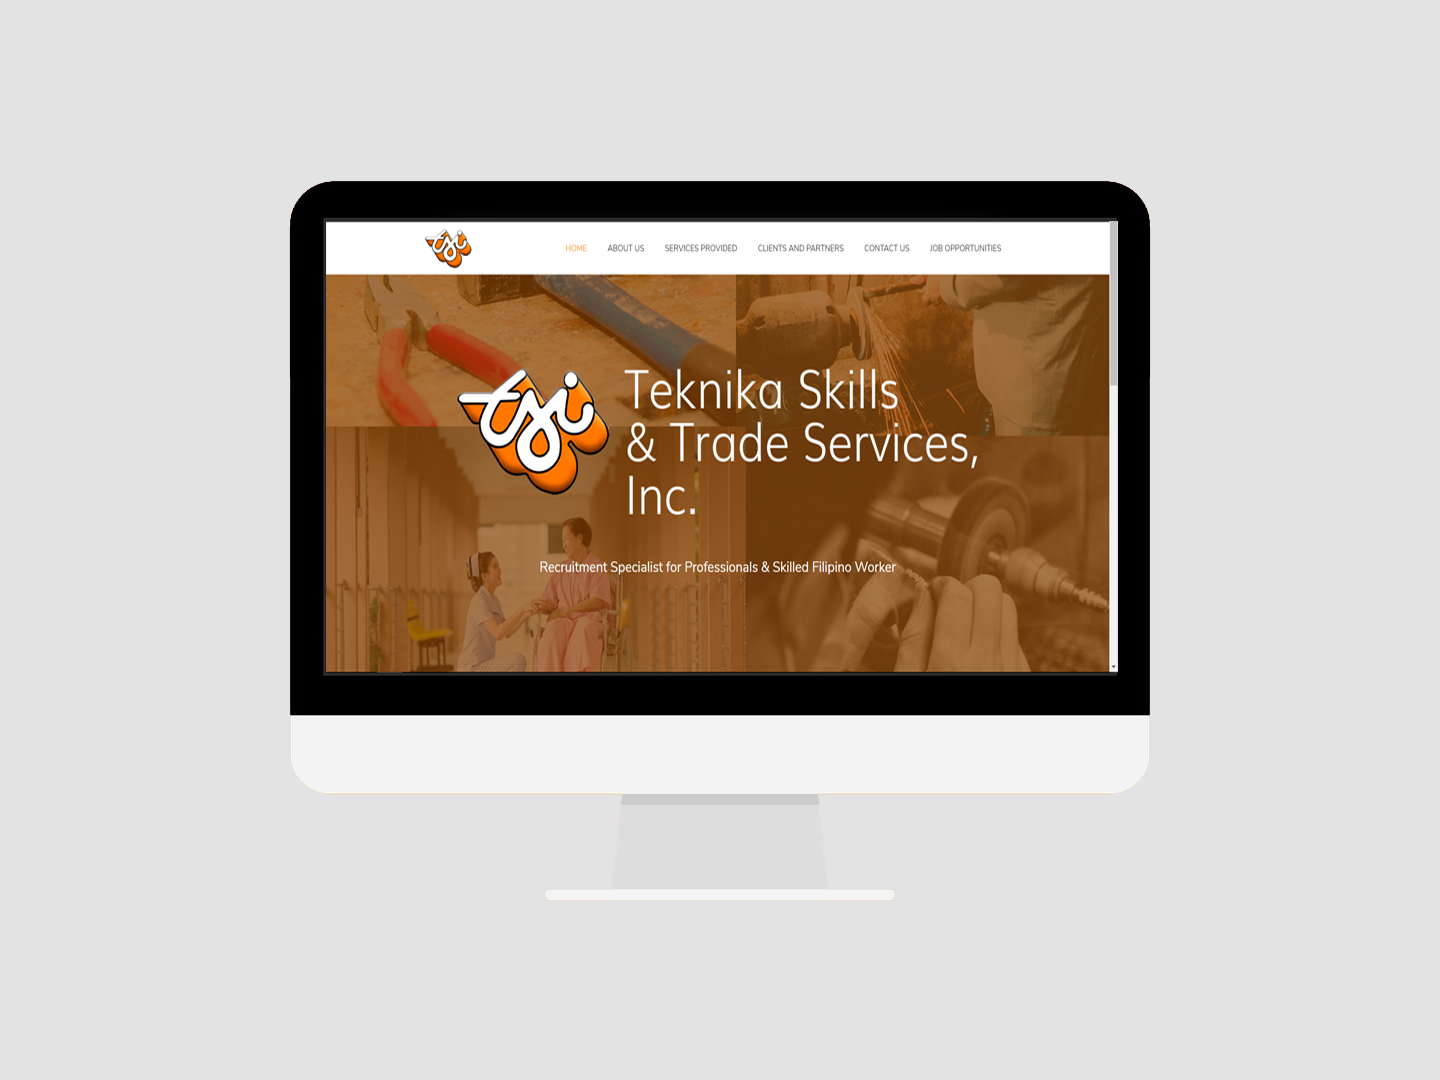 tsi
HOME ABOUT US SERVICES PROVIDED CLIENTS AND PARTNERS CONTACT US JOB OPPORTUNITIES
tsi
Teknika Skills
& Trade Services,
Inc.
Recruitment Specialist for Professionals & Skilled Filipino Worker